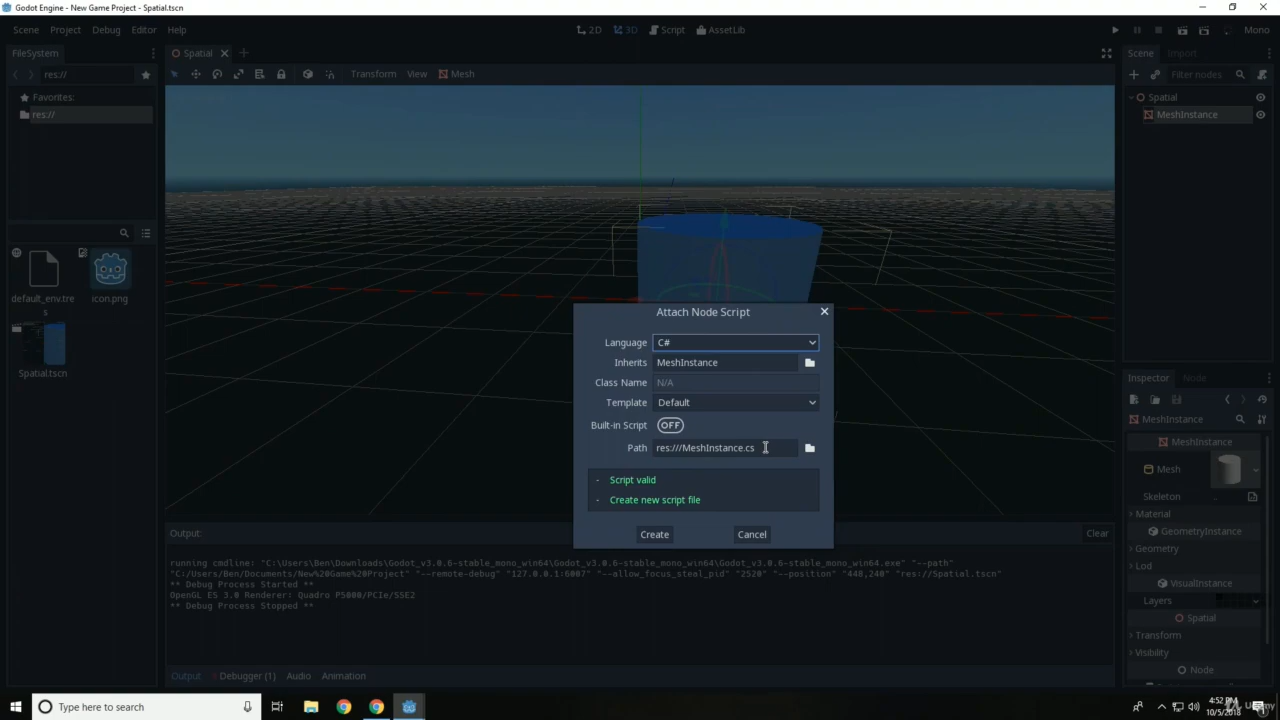 Godot Engine - New Game Project - Spatial.tscn
Scene Project Debug Editor Help
2D 3D Script AssetLib
Mono
FileSystem
Spatial
Scene Import
res://
Transform View Mesh
Filter nodes
Favorites:
res://
Spatial
MeshInstance
default_env.tre
s
icon.png
Spatial.tscn
Attach Node Script
Language C#
Inherits MeshInstance
Class Name N/A
Template Default
Built-in Script OFF
Path res:///MeshInstance.cs
- Script valid
- Create new script file
Create Cancel
Inspector Node
MeshInstance
MeshInstance
Mesh
Skeleton
Material
GeometryInstance
Geometry
Lod
VisualInstance
Layers
Spatial
Transform
Visibility
Node
Output:
Clear
running cmdline: "C:\Users\Ben\Downloads\Godot_v3.0.6-stable_mono_win64\Godot_v3.0.6-stable_mono_win64\Godot_v3.0.6-stable_mono_win64.exe" "--path"
"C:/Users/Ben/Documents/New%20Game%20Project" "--remote-debug" "127.0.0.1:6007" "--allow_focus_steal_pid" "2520" "--position" "448,240" "res://Spatial.tscn"
** Debug Process Started **
OpenGL ES 3.0 Renderer: Quadro P5000/PCIe/SSE2
** Debug Process Stopped **
Output Debugger (1) Audio Animation
Type here to search
4:52 PM
10/5/2018